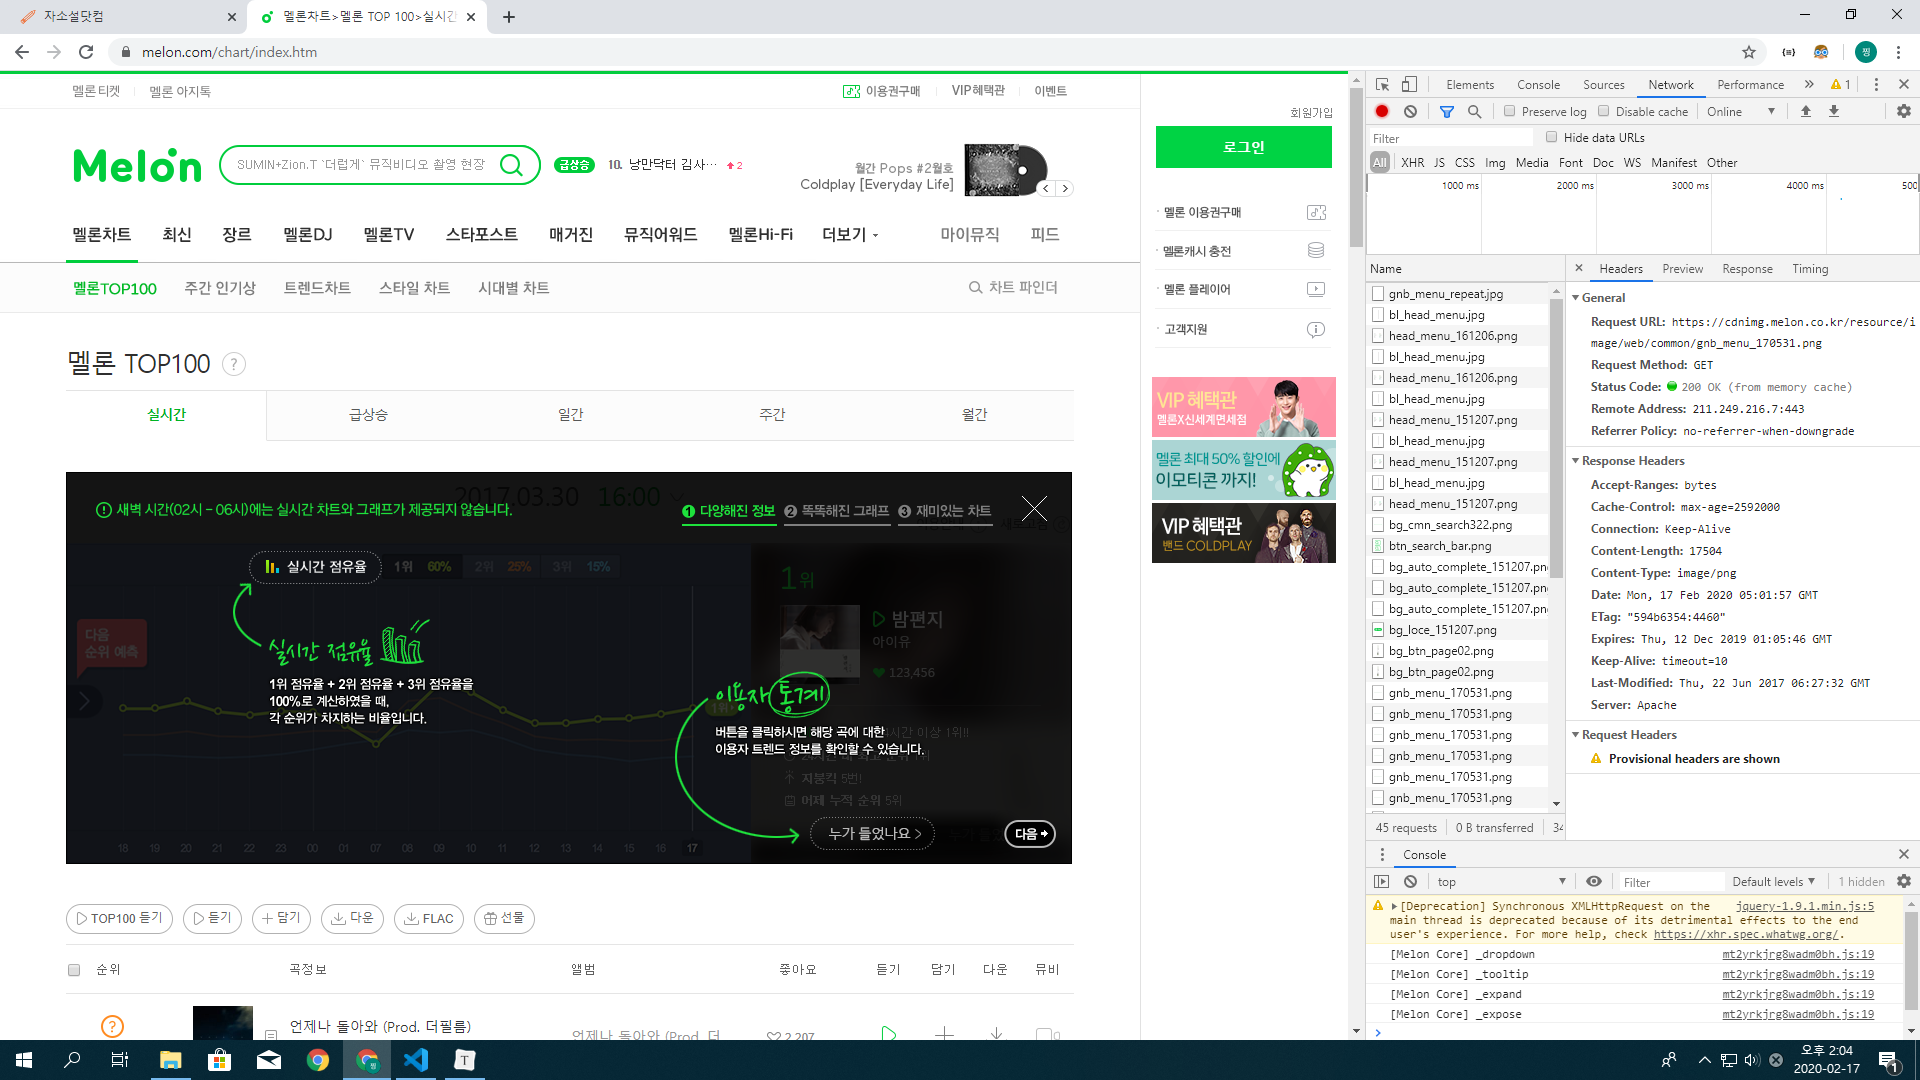 자소설닷컴
멜론차트>멜론 TOP 100>실시간
melon.com/chart/index.htm
멜론 티켓
멜론 아지톡
이용권구매
VIP혜택관
이벤트
Melon
SUMIN+Zion.T `더럽게` 뮤직비디오 촬영 현장
급상승
10. 낭만닥터 김사…
2
월간 Pops #2월호
Coldplay [Everyday Life]
멜론차트
최신
장르
멜론DJ
멜론TV
스타포스트
매거진
뮤직어워드
멜론Hi-Fi
더보기
마이뮤직
피드
멜론TOP100
주간 인기상
트렌드차트
스타일 차트
시대별 차트
차트 파인더
멜론 TOP100
?
실시간
급상승
일간
주간
월간
2017.03.30 16:00
새벽 시간(02시 – 06시)에는 실시간 차트와 그래프가 제공되지 않습니다.
1 다양해진 정보
2 똑똑해진 그래프
3 재미있는 차트
실시간 점유율
1위 60%
2위 25%
3위 15%
다음
순위 예측
실시간 점유율
1위 점유율 + 2위 점유율 + 3위 점유율을
100%로 계산하였을 때,
각 순위가 차지하는 비율입니다.
1위
밤편지
아이유
123,456
이용자 통계
버튼을 클릭하시면 해당 곡에 대한
이용자 트렌드 정보를 확인할 수 있습니다.
지붕킥 5번!
어제 누적 순위 5위
누가 들었나요 >
다음
18 19 20 21 22 23 00 01 07 08 09 10 11 12 13 14 15 16 17
TOP100 듣기
듣기
담기
다운
FLAC
선물
순위
곡정보
앨범
좋아요
듣기
담기
다운
뮤비
?
언제나 돌아와 (Prod. 더필름)
언제나 돌아와 (Prod. 더
2,207
회원가입
로그인
멜론 이용권구매
멜론캐시 충전
멜론 플레이어
고객지원
VIP 혜택관
멜론X신세계면세점
멜론 최대 50% 할인에
이모티콘 까지!
VIP 혜택관
밴드 COLDPLAY
Elements
Console
Sources
Network
Performance
1
Preserve log
Disable cache
Online
Filter
Hide data URLs
All XHR JS CSS Img Media Font Doc WS Manifest Other
1000 ms
2000 ms
3000 ms
4000 ms
500
Name
gnb_menu_repeat.jpg
bl_head_menu.jpg
head_menu_161206.png
bl_head_menu.jpg
head_menu_161206.png
bl_head_menu.jpg
head_menu_151207.png
bl_head_menu.jpg
head_menu_151207.png
bl_head_menu.jpg
head_menu_151207.png
bg_cmn_search322.png
btn_search_bar.png
bg_auto_complete_151207.pn
bg_auto_complete_151207.pn
bg_auto_complete_151207.pn
bg_loce_151207.png
bg_btn_page02.png
bg_btn_page02.png
gnb_menu_170531.png
gnb_menu_170531.png
gnb_menu_170531.png
gnb_menu_170531.png
gnb_menu_170531.png
gnb_menu_170531.png
45 requests
0 B transferred
34
Headers
Preview
Response
Timing
General
Request URL: https://cdnimg.melon.co.kr/resource/i
mage/web/common/gnb_menu_170531.png
Request Method: GET
Status Code: 200 OK (from memory cache)
Remote Address: 211.249.216.7:443
Referrer Policy: no-referrer-when-downgrade
Response Headers
Accept-Ranges: bytes
Cache-Control: max-age=2592000
Connection: Keep-Alive
Content-Length: 17504
Content-Type: image/png
Date: Mon, 17 Feb 2020 05:01:57 GMT
ETag: "594b6354:4460"
Expires: Thu, 12 Dec 2019 01:05:46 GMT
Keep-Alive: timeout=10
Last-Modified: Thu, 22 Jun 2017 06:27:32 GMT
Server: Apache
Request Headers
Provisional headers are shown
Console
top
Filter
Default levels
1 hidden
[Deprecation] Synchronous XMLHttpRequest on the jquery-1.9.1.min.js:5
main thread is deprecated because of its detrimental effects to the end
user's experience. For more help, check https://xhr.spec.whatwg.org/.
[Melon Core] _dropdown mt2yrkjrg8wadm0bh.js:19
[Melon Core] _tooltip mt2yrkjrg8wadm0bh.js:19
[Melon Core] _expand mt2yrkjrg8wadm0bh.js:19
[Melon Core] _expose mt2yrkjrg8wadm0bh.js:19
오후 2:04
2020-02-17
1